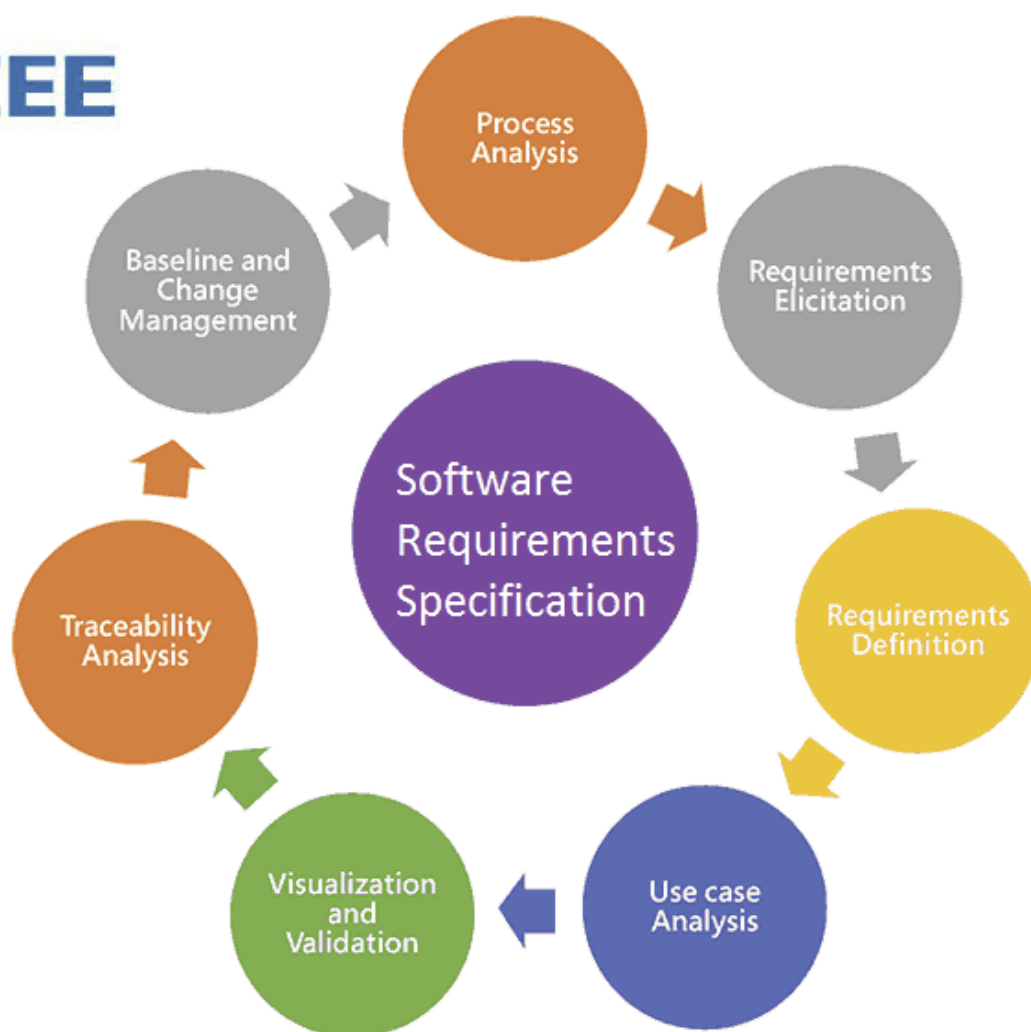 EE
Process
Analysis
Requirements
Elicitation
Requirements
Definition
Use case
Analysis
Visualization
and
Validation
Traceability
Analysis
Baseline and
Change
Management
Software
Requirements
Specification